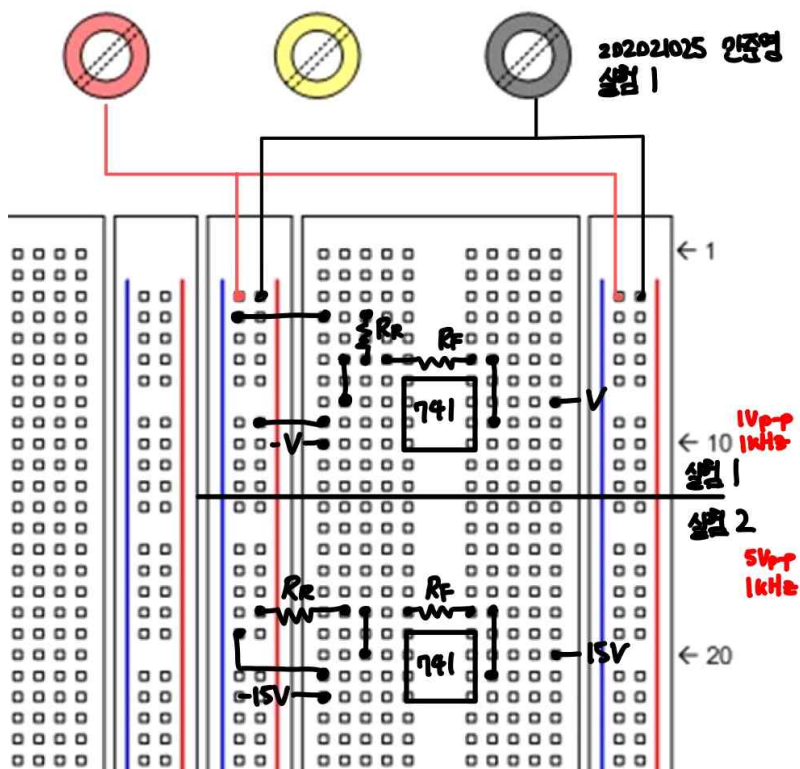 202021025 안준영
실험 1
← 1
RR
RF
741
V
1Vp-p
1kHz
-V
← 10
실험 1
실험 2
5Vp-p
1kHz
RR
RF
741
15V
← 20
-15V